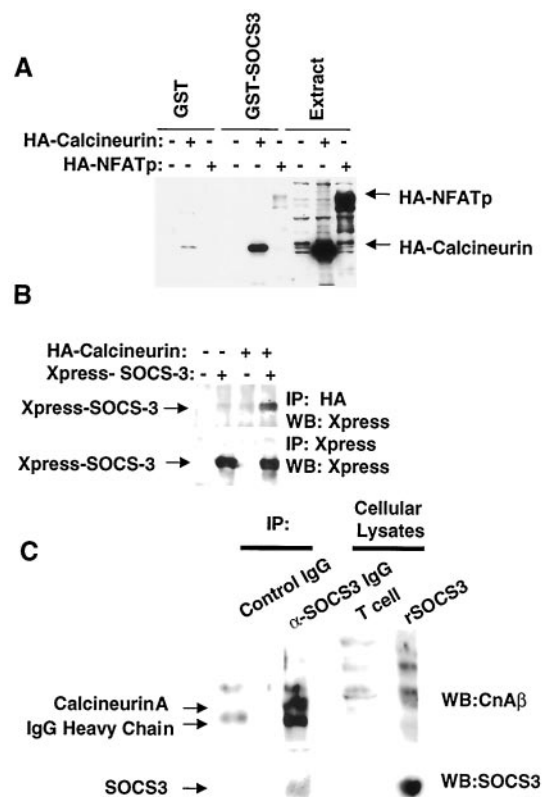 A
GST
GST-SOCS3
Extract
HA-Calcineurin: - + - - + - - + -
HA-NFATp: - - + - - + - - +
HA-NFATp
HA-Calcineurin
B
HA-Calcineurin: - - + +
Xpress- SOCS-3: - + - +
Xpress-SOCS-3
IP: HA
WB: Xpress
IP: Xpress
Xpress-SOCS-3
WB: Xpress
C
IP:
Cellular
Lysates
Control IgG
α-SOCS3 IgG
T cell
rSOCS3
CalcineurinA
WB:CnAβ
IgG Heavy Chain
SOCS3
WB:SOCS3